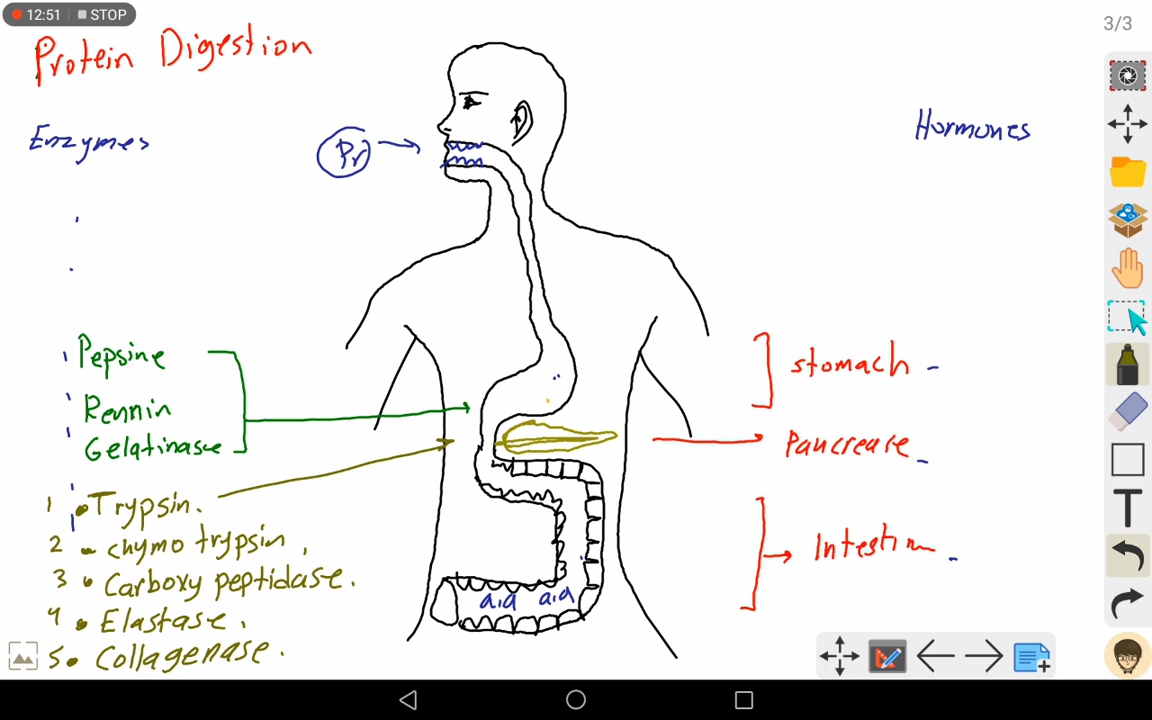 12:51 STOP
3/3
Protein Digestion
Enzymes
Pr
Hormones
Pepsine
Rennin
Gelatinase
stomach
Pancrease
1 Trypsin.
2 chymo trypsin,
3 Carboxy peptidase.
4 Elastase.
5 Collagenase.
Intestin
a.a a.a
T